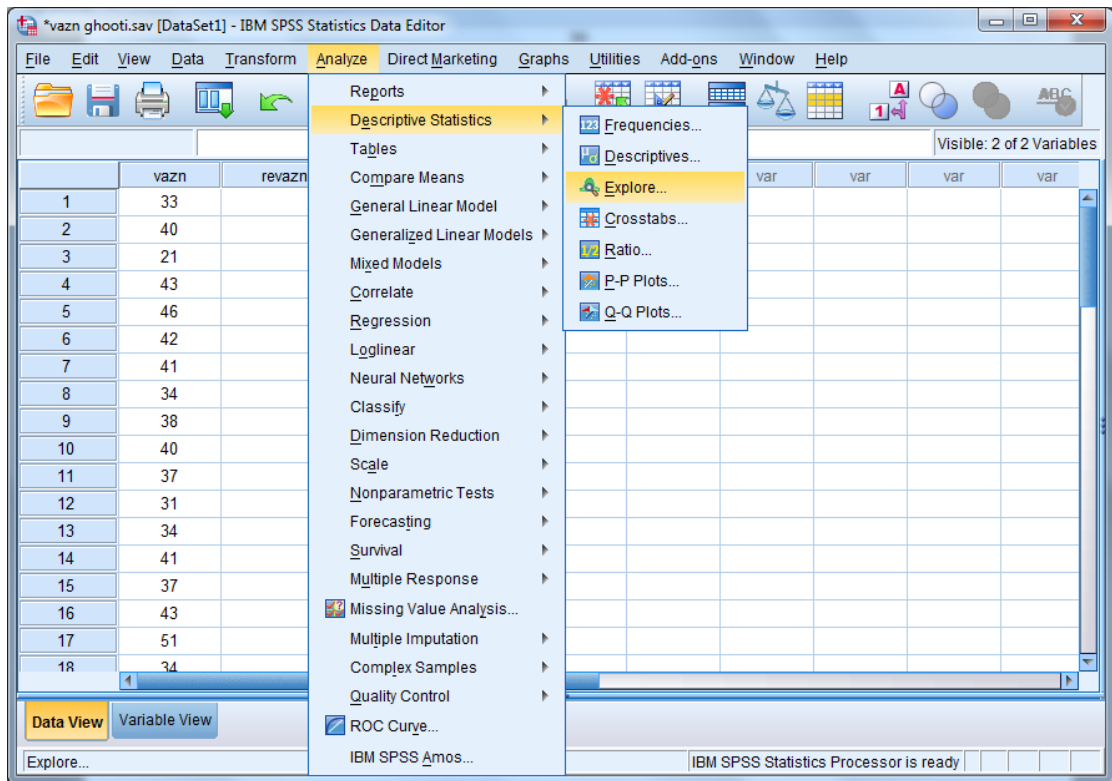 *vazn ghooti.sav [DataSet1] - IBM SPSS Statistics Data Editor
File Edit View Data Transform Analyze Direct Marketing Graphs Utilities Add-ons Window Help
Visible: 2 of 2 Variables
vazn revazn var var var var
1 33
2 40
3 21
4 43
5 46
6 42
7 41
8 34
9 38
10 40
11 37
12 31
13 34
14 41
15 37
16 43
17 51
18 34
Reports
Descriptive Statistics
Tables
Compare Means
General Linear Model
Generalized Linear Models
Mixed Models
Correlate
Regression
Loglinear
Neural Networks
Classify
Dimension Reduction
Scale
Nonparametric Tests
Forecasting
Survival
Multiple Response
Missing Value Analysis...
Multiple Imputation
Complex Samples
Quality Control
ROC Curve...
IBM SPSS Amos...
123 Frequencies...
Descriptives...
Explore...
Crosstabs...
1/2 Ratio...
P-P Plots...
Q-Q Plots...
A
1
ABC
Data View Variable View
Explore...
IBM SPSS Statistics Processor is ready